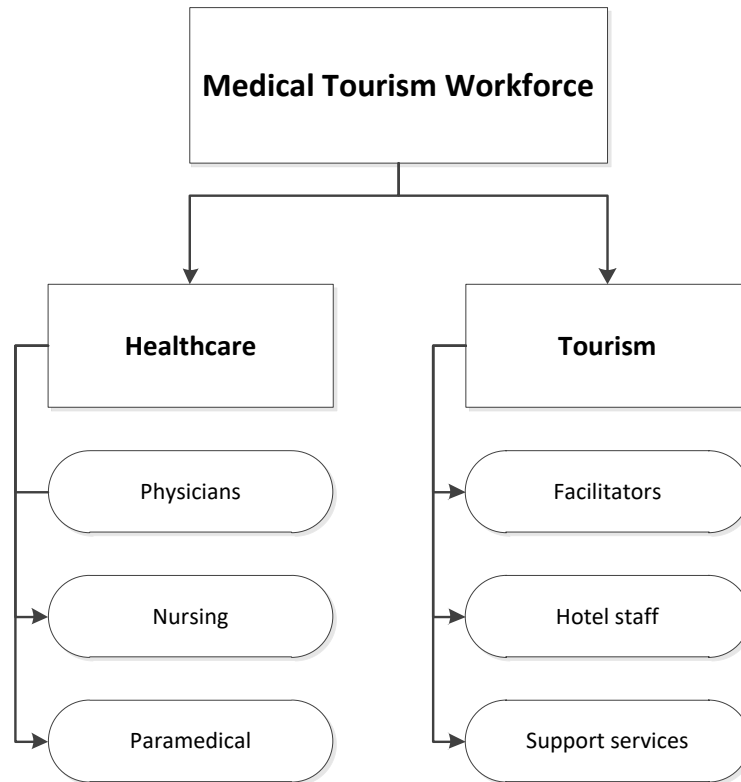 Medical Tourism Workforce
Healthcare
Tourism
Physicians
Facilitators
Nursing
Hotel staff
Paramedical
Support services